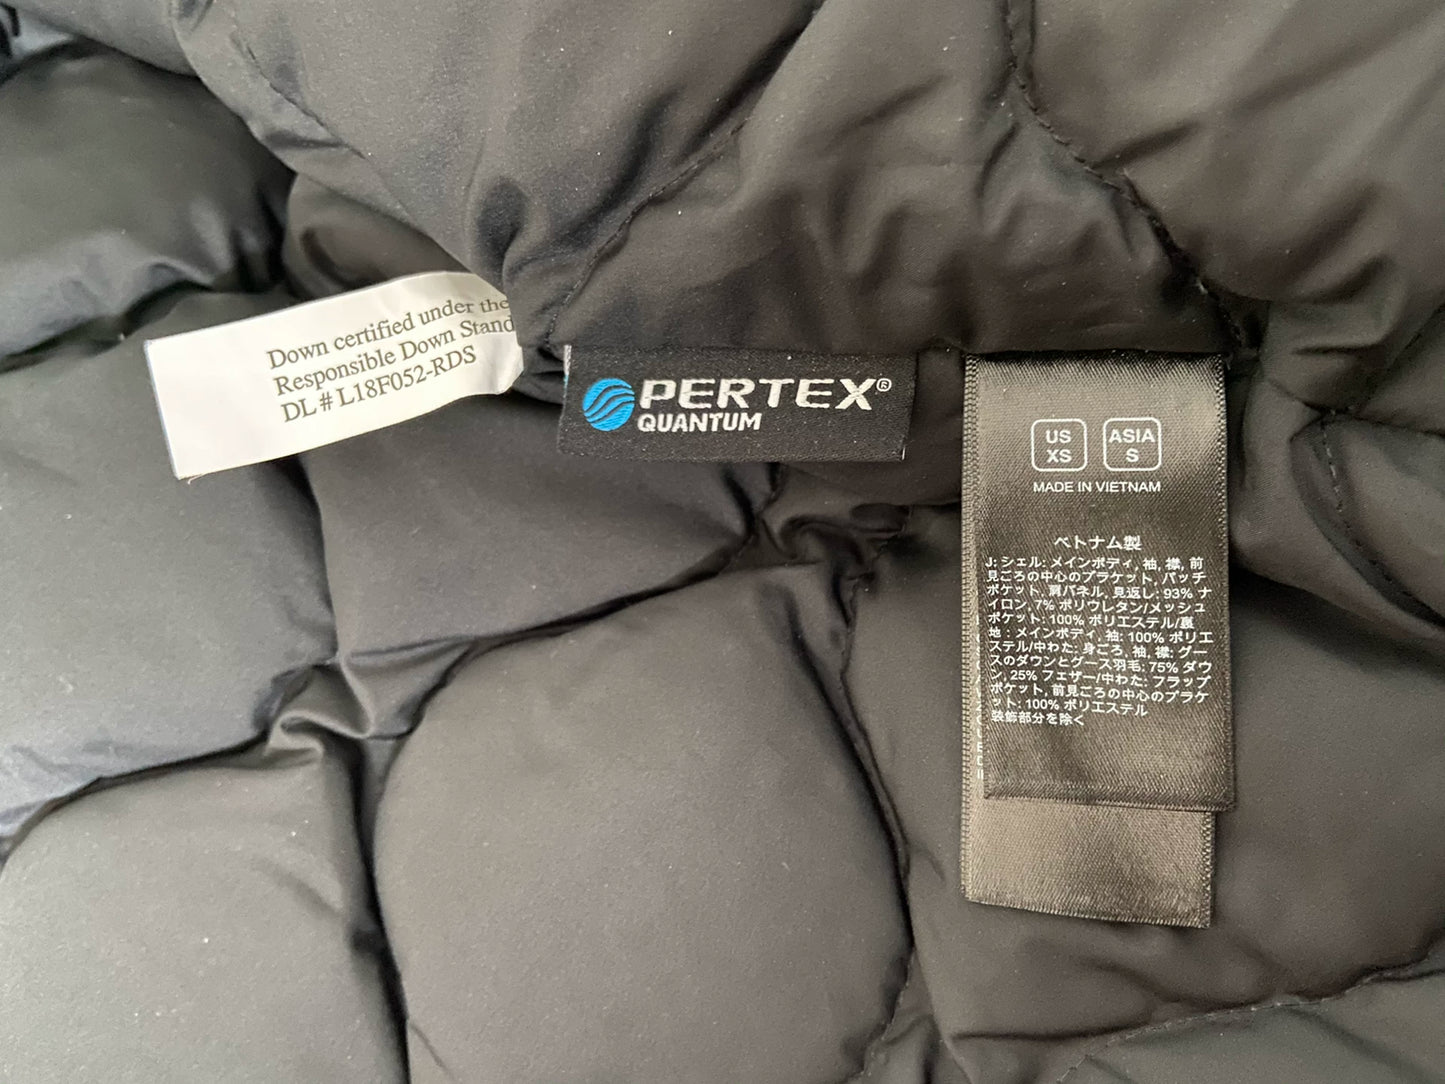 Down certified under the
Responsible Down Stand
DL # L18F052-RDS
PERTEX®
QUANTUM
US
XS
ASIA
S
MADE IN VIETNAM
ベトナム製
J: シェル: メインボディ, 袖, 襟, 前
見ごろの中心のプラケット, パッチ
ポケット, 肩パネル, 見返し: 93% ナ
イロン, 7% ポリウレタン/メッシュ
ポケット: 100% ポリエステル/裏
地 : メインボディ, 袖: 100% ポリエ
ステル/中わた: 身ごろ, 袖, 襟: グー
スのダウンとグース羽毛: 75% ダウ
ン, 25% フェザー/中わた: フラップ
ポケット, 前見ごろの中心のプラケ
ット: 100% ポリエステル
装飾部分を除く